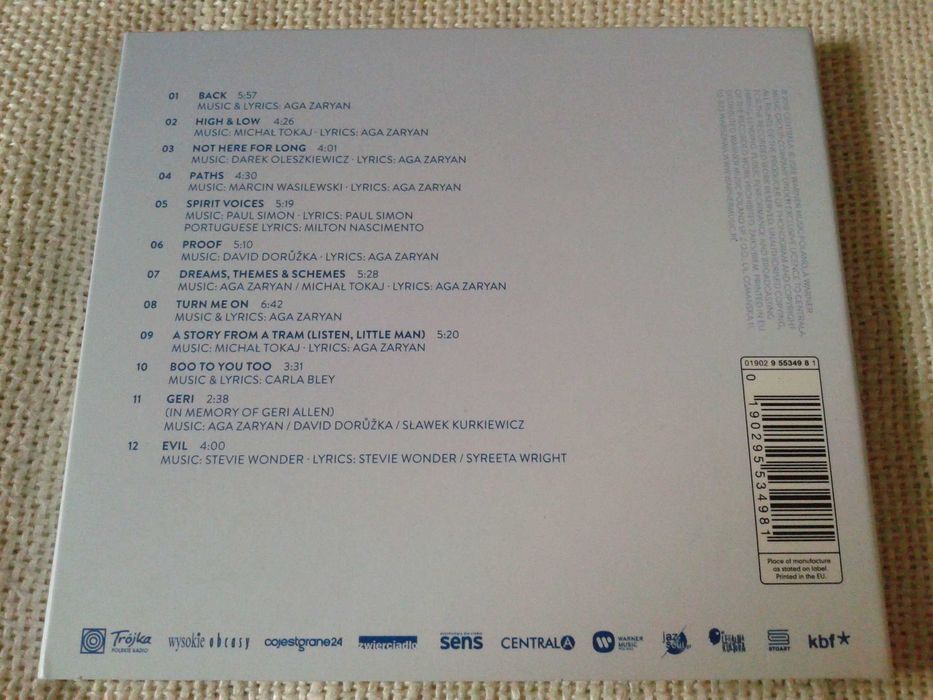 01 BACK 5:57
MUSIC & LYRICS: AGA ZARYAN
02 HIGH & LOW 4:26
MUSIC: MICHAŁ TOKAJ · LYRICS: AGA ZARYAN
03 NOT HERE FOR LONG 4:01
MUSIC: DAREK OLESZKIEWICZ · LYRICS: AGA ZARYAN
04 PATHS 4:30
MUSIC: MARCIN WASILEWSKI · LYRICS: AGA ZARYAN
05 SPIRIT VOICES 5:19
MUSIC: PAUL SIMON · LYRICS: PAUL SIMON
PORTUGUESE LYRICS: MILTON NASCIMENTO
06 PROOF 5:10
MUSIC: DAVID DORŮŽKA · LYRICS: AGA ZARYAN
07 DREAMS, THEMES & SCHEMES 5:28
MUSIC: AGA ZARYAN / MICHAŁ TOKAJ · LYRICS: AGA ZARYAN
08 TURN ME ON 6:42
MUSIC & LYRICS: AGA ZARYAN
09 A STORY FROM A TRAM (LISTEN, LITTLE MAN) 5:20
MUSIC: MICHAŁ TOKAJ · LYRICS: AGA ZARYAN
10 BOO TO YOU TOO 3:31
MUSIC & LYRICS: CARLA BLEY
11 GERI 2:38
(IN MEMORY OF GERI ALLEN)
MUSIC: AGA ZARYAN / DAVID DORŮŽKA / SŁAWEK KURKIEWICZ
12 EVIL 4:00
MUSIC: STEVIE WONDER · LYRICS: STEVIE WONDER / SYREETA WRIGHT
01902 9 55349 8 1
0 190295 534981
Place of manufacture
as stated on label.
Printed in the EU.
Trójka
POLSKIE RADIO
wysokie obcasy
cojestgrane24
zwierciadło
sens
CENTRALA
WARNER
MUSIC
jazz
soul
LEGALNA
KULTURA
STOART
kbf*